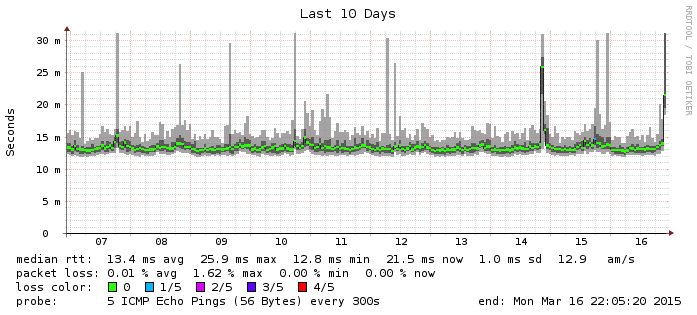 Last 10 Days
RRDTOOL / TOBI OETIKER
Seconds
30 m
25 m
20 m
15 m
10 m
5 m
0
07 08 09 10 11 12 13 14 15 16
median rtt: 13.4 ms avg 25.9 ms max 12.8 ms min 21.5 ms now 1.0 ms sd 12.9 am/s
packet loss: 0.01 % avg 1.62 % max 0.00 % min 0.00 % now
loss color: 0 1/5 2/5 3/5 4/5
probe: 5 ICMP Echo Pings (56 Bytes) every 300s end: Mon Mar 16 22:05:20 2015